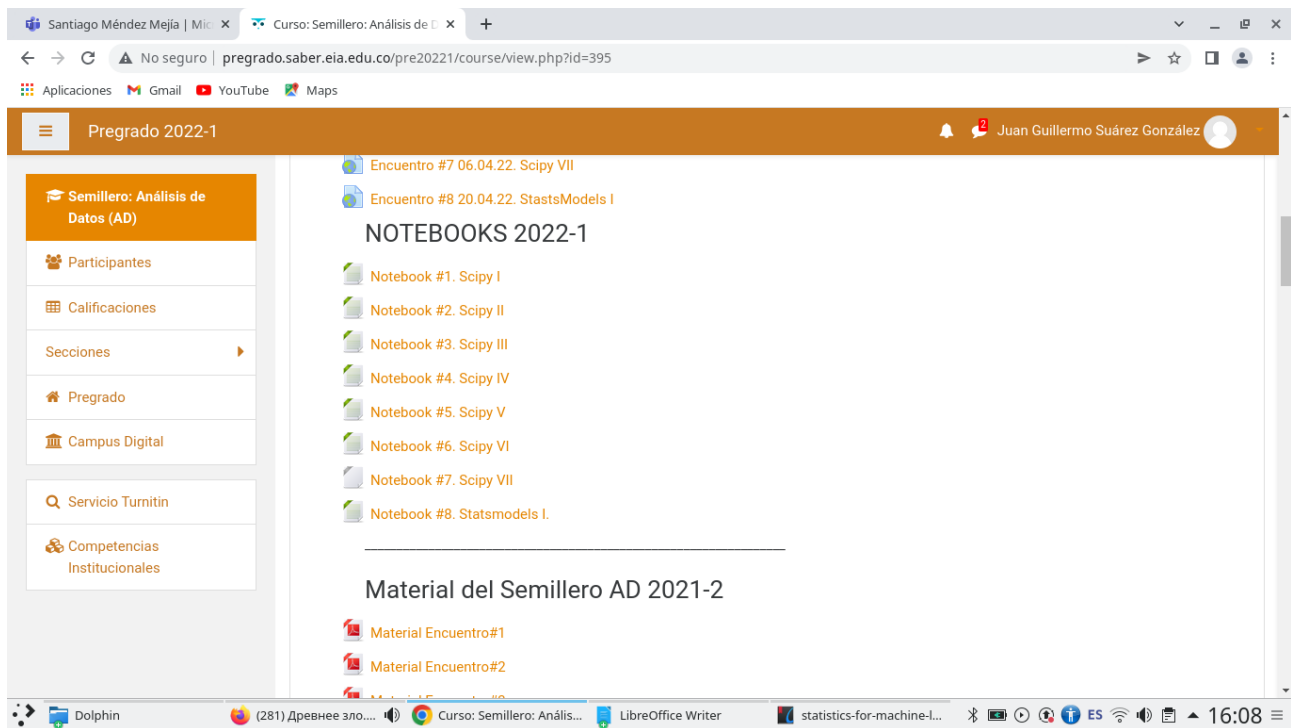 Santiago Méndez Mejía | Mic
Curso: Semillero: Análisis de D
No seguro | pregrado.saber.eia.edu.co/pre20221/course/view.php?id=395
Aplicaciones Gmail YouTube Maps
Pregrado 2022-1
2
Juan Guillermo Suárez González
Semillero: Análisis de
Datos (AD)
Participantes
Calificaciones
Secciones
Pregrado
Campus Digital
Servicio Turnitin
Competencias
Institucionales
Encuentro #7 06.04.22. Scipy VII
Encuentro #8 20.04.22. StastsModels I
NOTEBOOKS 2022-1
Notebook #1. Scipy I
Notebook #2. Scipy II
Notebook #3. Scipy III
Notebook #4. Scipy IV
Notebook #5. Scipy V
Notebook #6. Scipy VI
Notebook #7. Scipy VII
Notebook #8. Statsmodels I.
Material del Semillero AD 2021-2
Material Encuentro#1
Material Encuentro#2
Dolphin
(281) Древнее зло....
Curso: Semillero: Anális...
LibreOffice Writer
statistics-for-machine-l...
ES
16:08